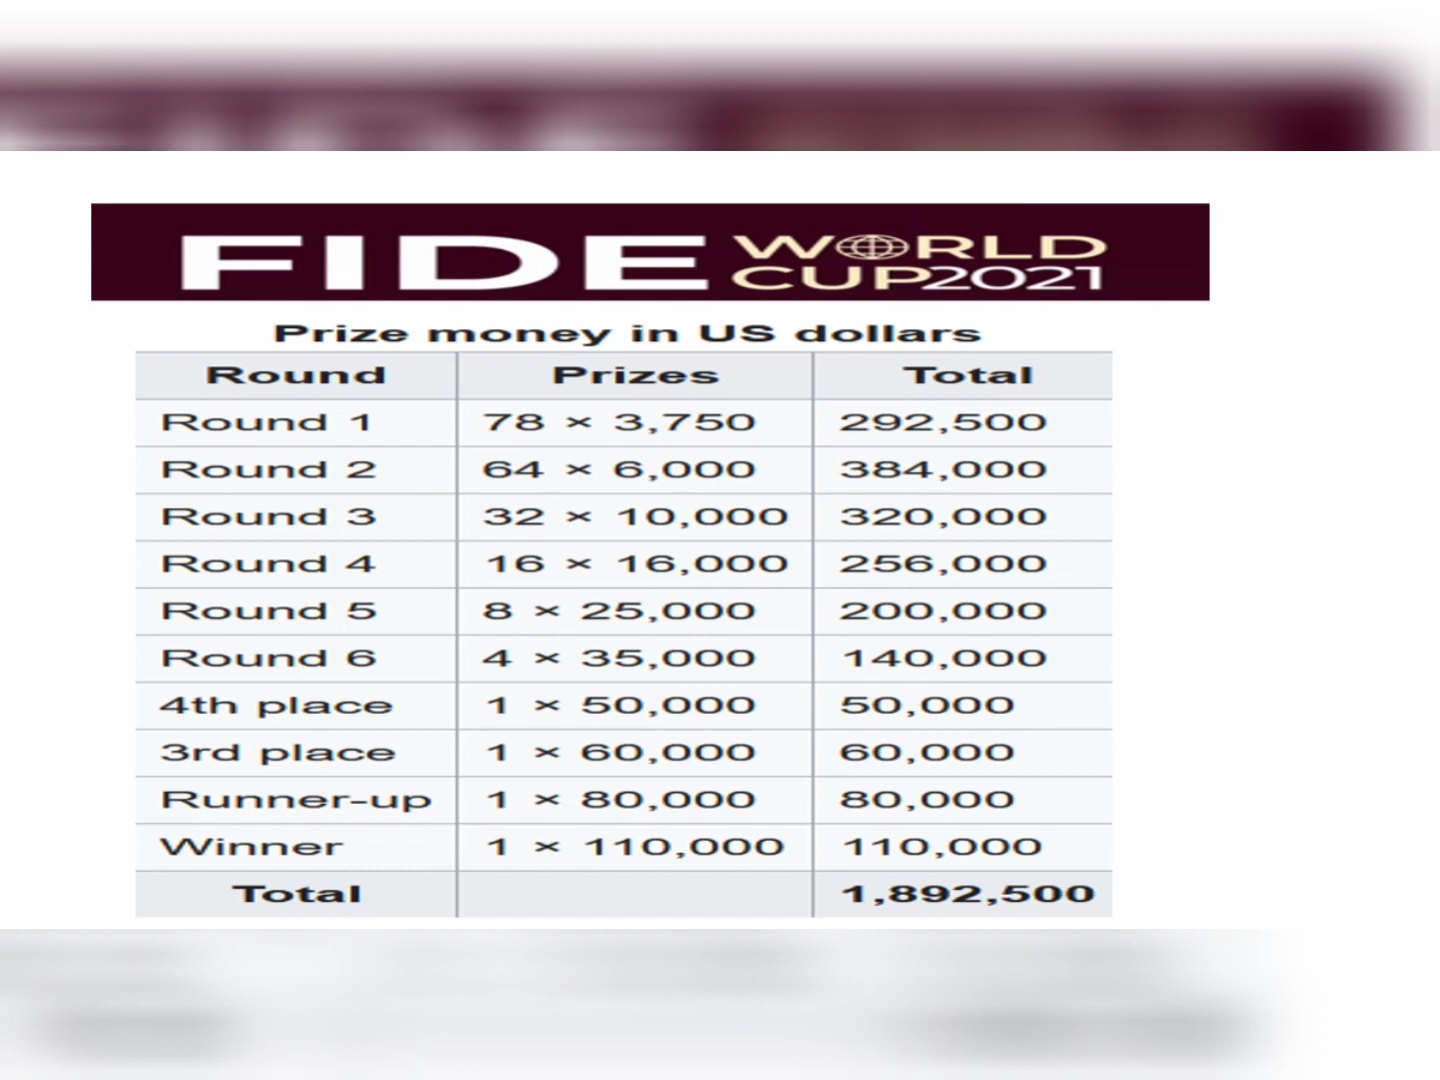 FIDE WORLD CUP2021
Prize money in US dollars
Round Prizes Total
Round 1 78 × 3,750 292,500
Round 2 64 × 6,000 384,000
Round 3 32 × 10,000 320,000
Round 4 16 × 16,000 256,000
Round 5 8 × 25,000 200,000
Round 6 4 × 35,000 140,000
4th place 1 × 50,000 50,000
3rd place 1 × 60,000 60,000
Runner-up 1 × 80,000 80,000
Winner 1 × 110,000 110,000
Total 1,892,500